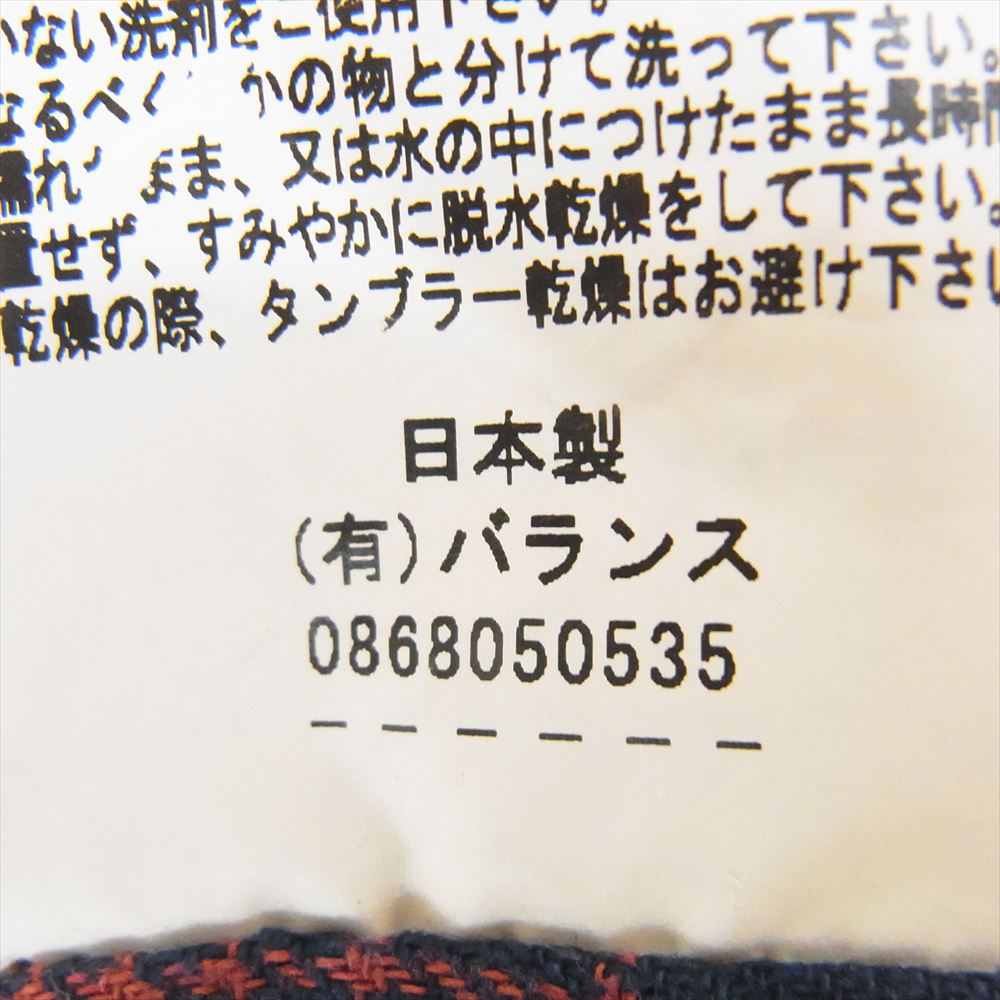 ない洗剤をご使用下さい。
なるべく かの物と分けて洗って下さい。
濡れ まま、又は水の中につけたまま長時間
置せず、すみやかに脱水乾燥をして下さい。
乾燥の際、タンブラー乾燥はお避け下さい
日本製
(有)バランス
0868050535
－－－－－－